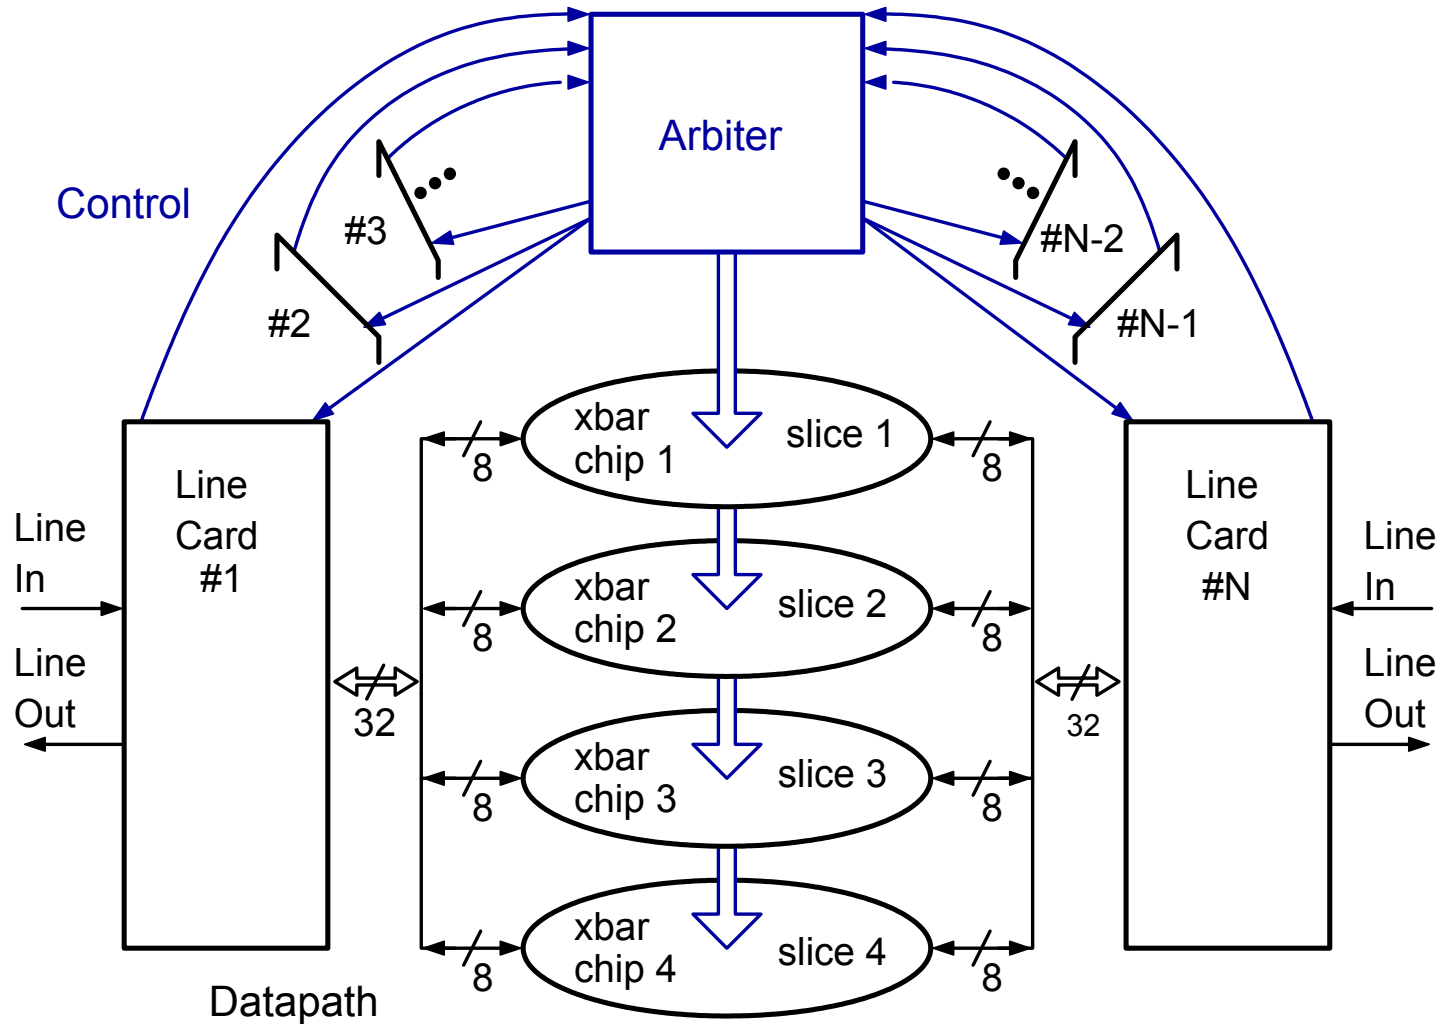 Arbiter
Control
#3
#N-2
#2
#N-1
xbar
chip 1
slice 1
8
8
Line
Card
#1
Line
Card
#N
Line
In
Line
In
xbar
chip 2
slice 2
8
8
Line
Out
Line
Out
32
32
xbar
chip 3
slice 3
8
8
xbar
chip 4
slice 4
8
8
Datapath